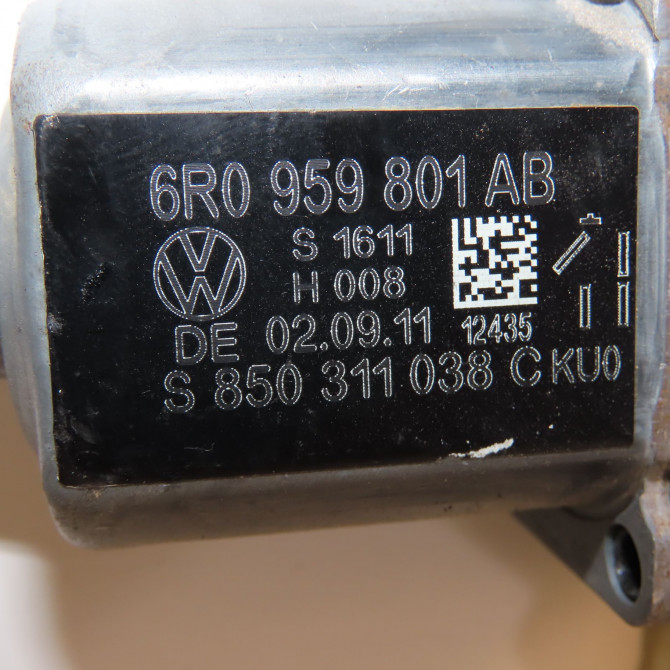 6R0 959 801 AB
S 1611
H 008
DE 02.09.11 12435
S 850 311 038 C KU0